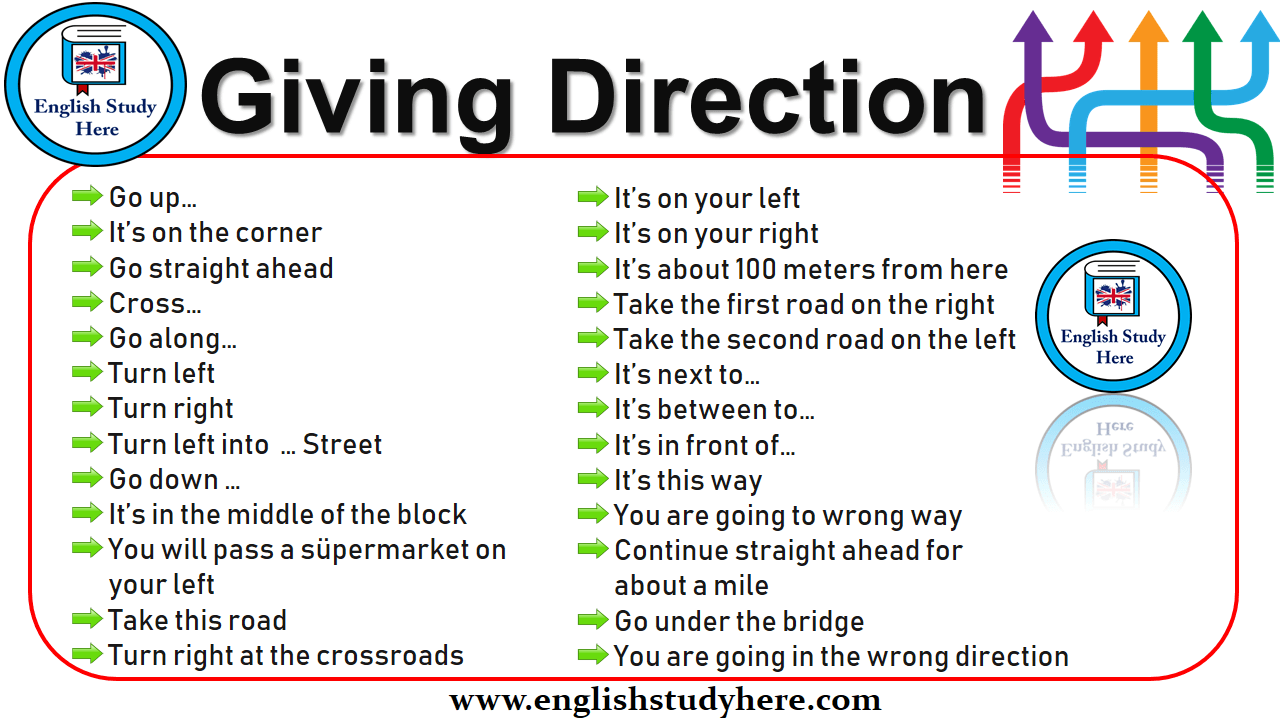 English Study
Here
Giving Direction
Go up...
It's on the corner
Go straight ahead
Cross...
Go along...
Turn left
Turn right
Turn left into ... Street
Go down ...
It's in the middle of the block
You will pass a süpermarket on
your left
Take this road
Turn right at the crossroads
It's on your left
It's on your right
It's about 100 meters from here
Take the first road on the right
Take the second road on the left
It's next to...
It's between to...
It's in front of...
It's this way
You are going to wrong way
Continue straight ahead for
about a mile
Go under the bridge
You are going in the wrong direction
English Study
Here
Here
English Study
www.englishstudyhere.com